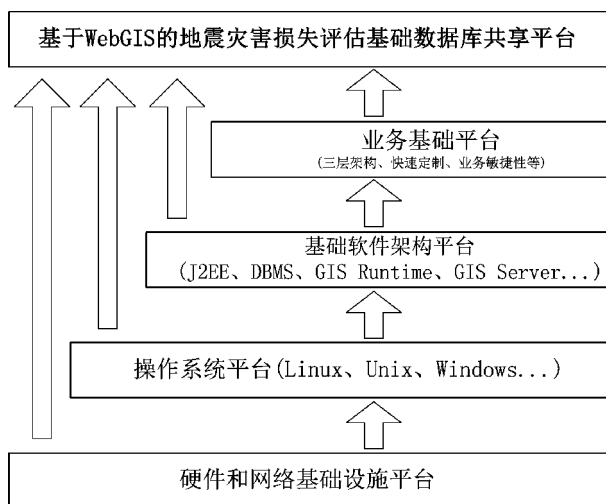 基于WebGIS的地震灾害损失评估基础数据库共享平台
业务基础平台
(三层架构、快速定制、业务敏捷性等)
基础软件架构平台
(J2EE、DBMS、GIS Runtime、GIS Server...)
操作系统平台(Linux、Unix、Windows...)
硬件和网络基础设施平台